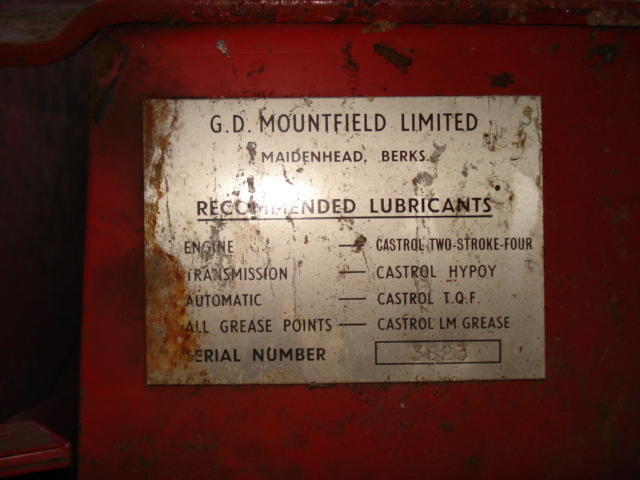 G.D. MOUNTFIELD LIMITED
MAIDENHEAD, BERKS.
RECOMMENDED LUBRICANTS
ENGINE — CASTROL TWO-STROKE-FOUR
TRANSMISSION — CASTROL HYPOY
AUTOMATIC — CASTROL T.Q.F.
ALL GREASE POINTS — CASTROL LM GREASE
SERIAL NUMBER